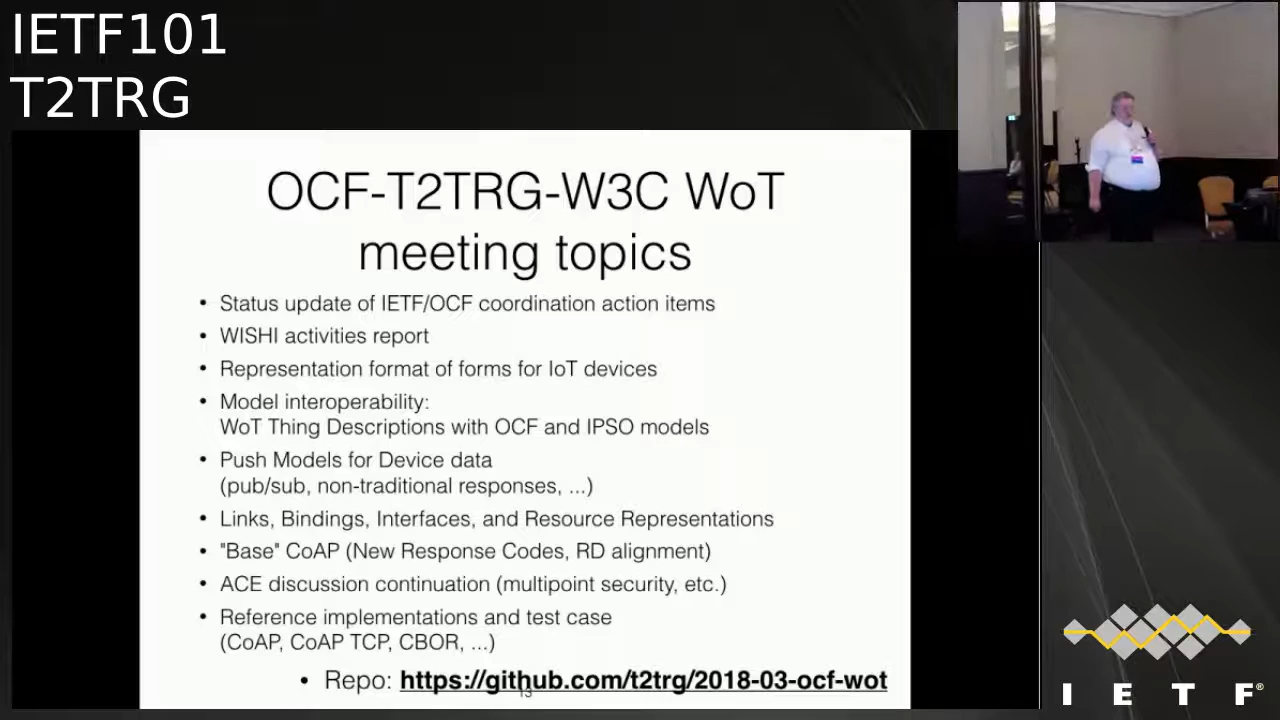 IETF101
T2TRG
OCF-T2TRG-W3C WoT
meeting topics
• Status update of IETF/OCF coordination action items
• WISHI activities report
• Representation format of forms for IoT devices
• Model interoperability:
WoT Thing Descriptions with OCF and IPSO models
• Push Models for Device data
(pub/sub, non-traditional responses, ...)
• Links, Bindings, Interfaces, and Resource Representations
• "Base" CoAP (New Response Codes, RD alignment)
• ACE discussion continuation (multipoint security, etc.)
• Reference implementations and test case
(CoAP, CoAP TCP, CBOR, ...)
• Repo: https://github.com/t2trg/2018-03-ocf-wot
13
I E T F®